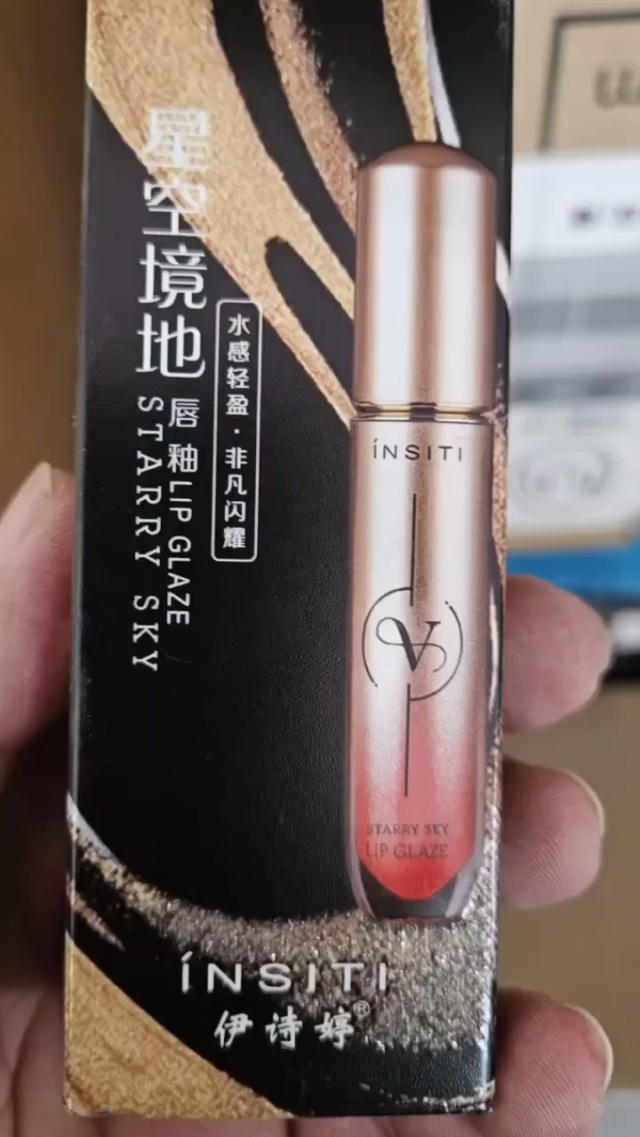 星空境地
唇釉 LIP GLAZE /
STARRY SKY
水感轻盈·非凡闪耀
ÍNSITI
V
STARRY SKY
LIP GLAZE
ÍNSITI
伊诗婷®